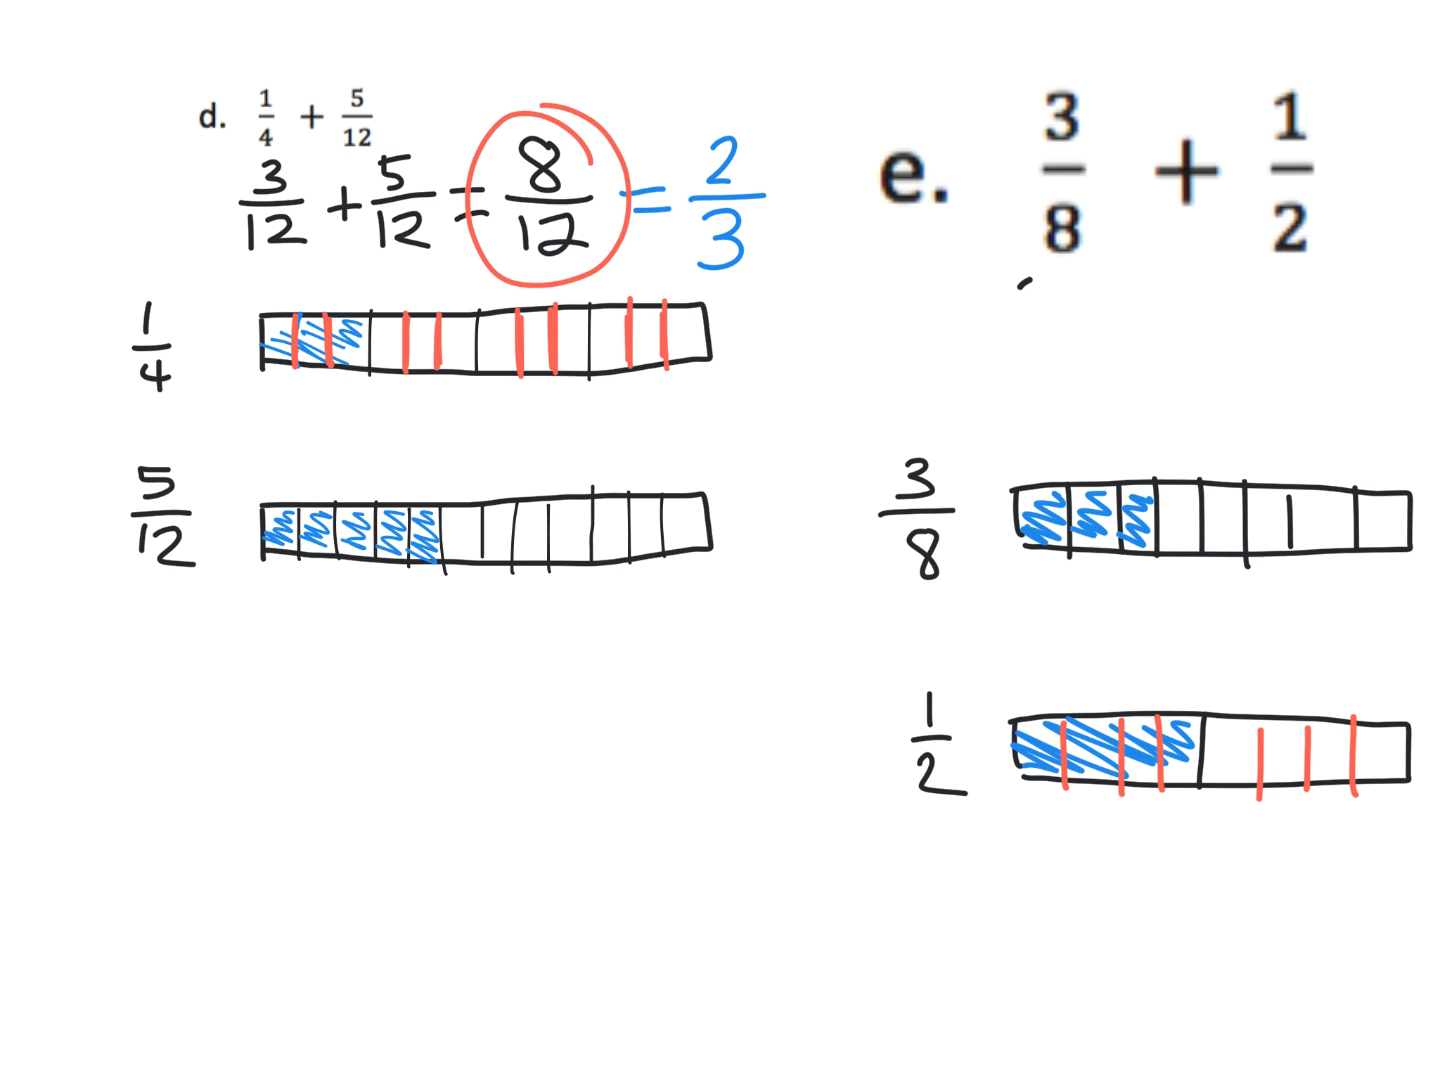 d. 1/4 + 5/12
3/12 + 5/12 = 8/12 = 2/3
1/4
5/12
e. 3/8 + 1/2
3/8
1/2